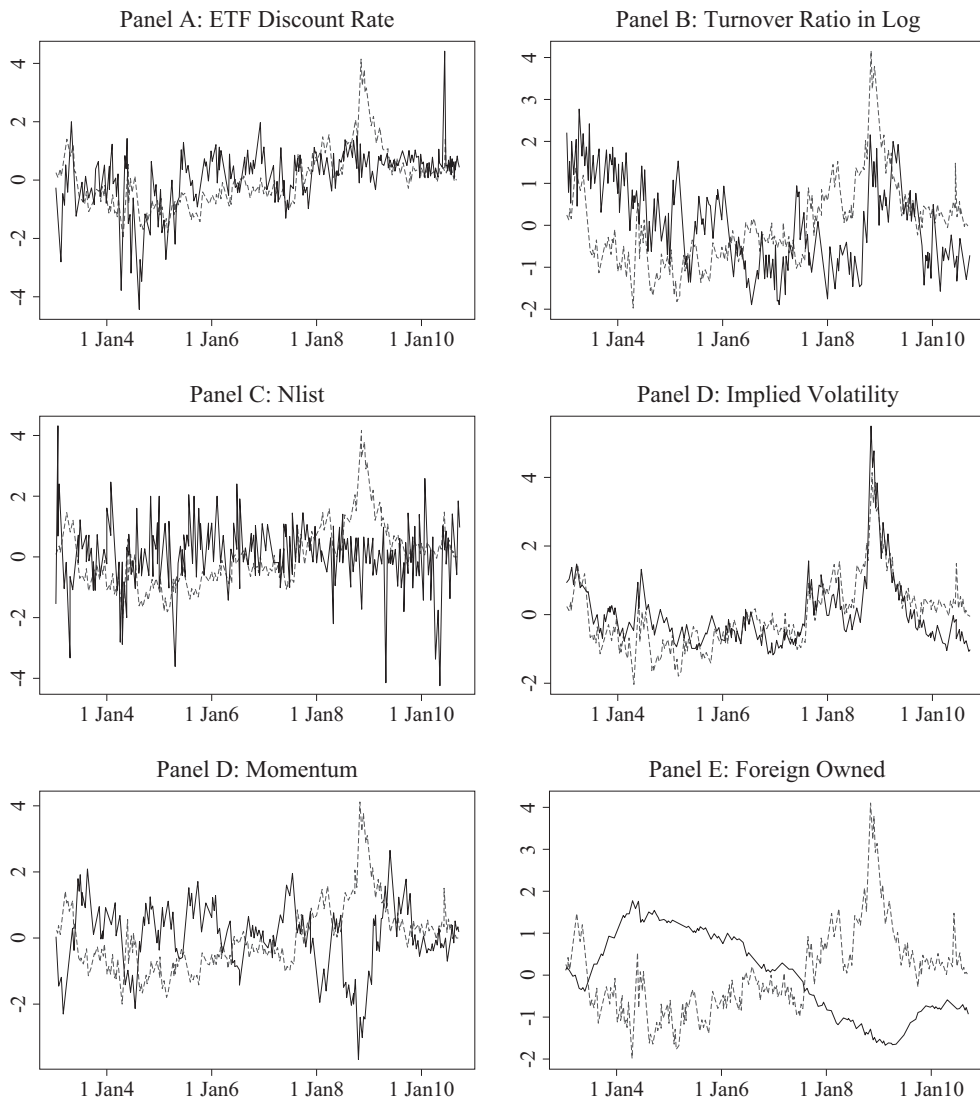 Panel A: ETF Discount Rate
4
2
0
-2
-4
1 Jan4 1 Jan6 1 Jan8 1 Jan10
Panel B: Turnover Ratio in Log
4
3
2
1
0
-1
-2
1 Jan4 1 Jan6 1 Jan8 1 Jan10
Panel C: Nlist
4
2
0
-2
-4
1 Jan4 1 Jan6 1 Jan8 1 Jan10
Panel D: Implied Volatility
4
2
0
-2
1 Jan4 1 Jan6 1 Jan8 1 Jan10
Panel D: Momentum
4
2
0
-2
1 Jan4 1 Jan6 1 Jan8 1 Jan10
Panel E: Foreign Owned
4
3
2
1
0
-1
-2
1 Jan4 1 Jan6 1 Jan8 1 Jan10